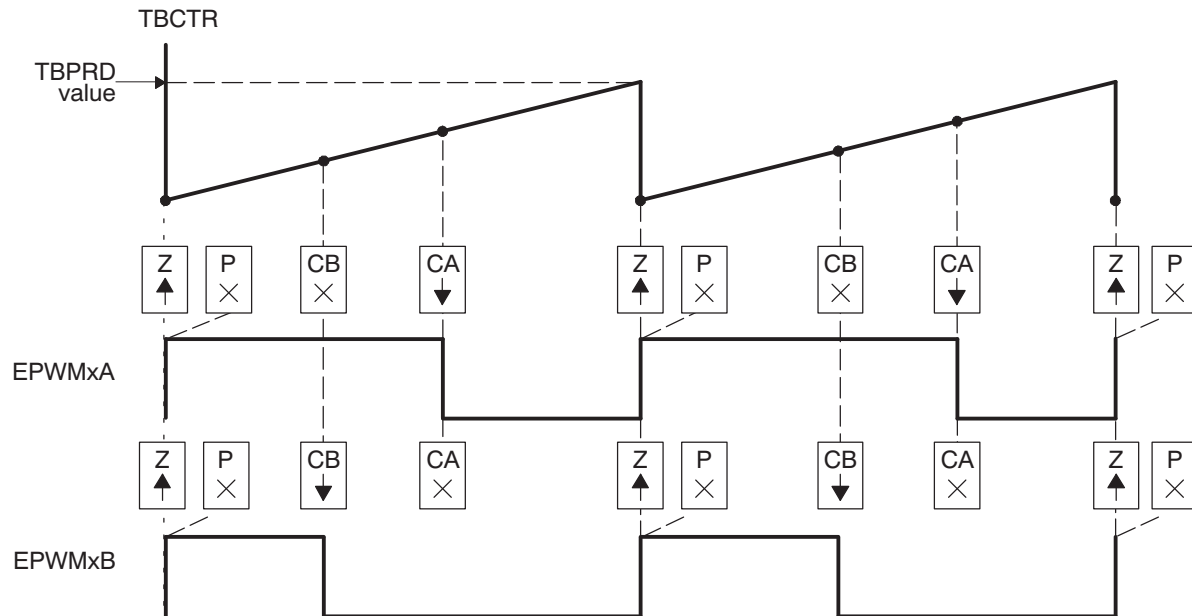 TBCTR
TBPRD
value
Z P CB CA Z P CB CA Z P
EPWMxA
Z P CB CA Z P CB CA Z P
EPWMxB